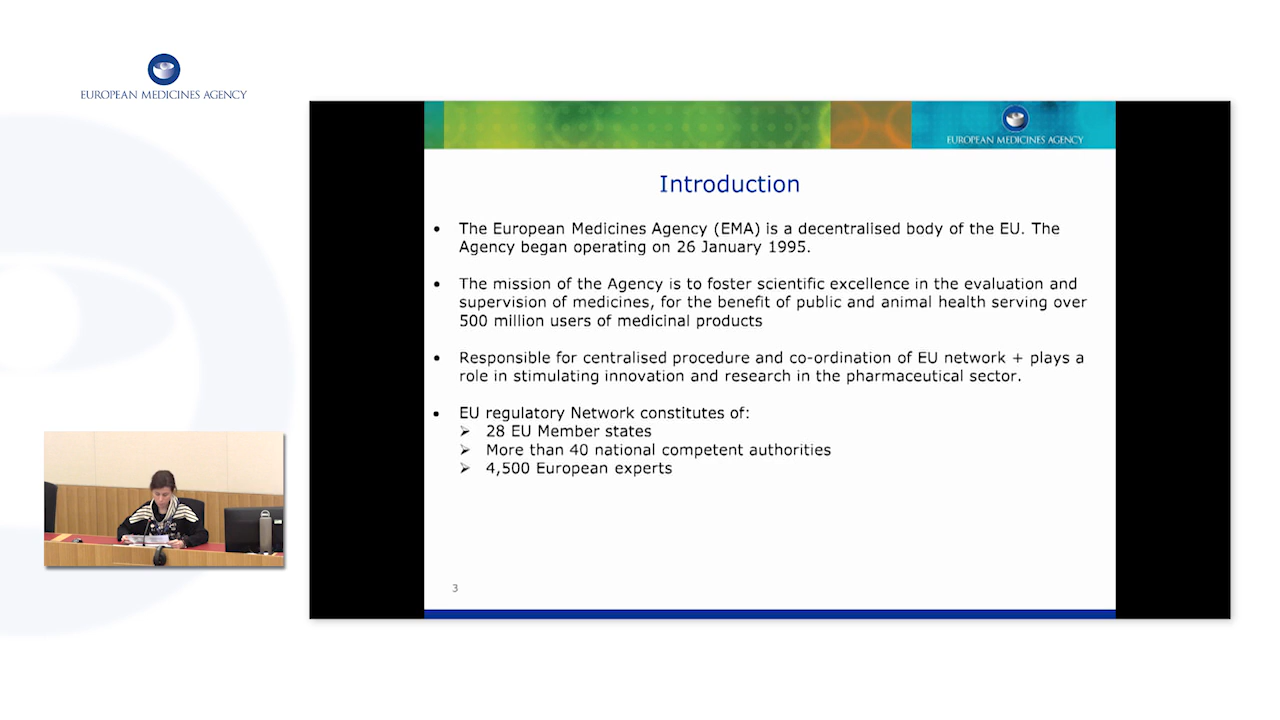 EUROPEAN MEDICINES AGENCY
EUROPEAN MEDICINES AGENCY
Introduction
• The European Medicines Agency (EMA) is a decentralised body of the EU. The
Agency began operating on 26 January 1995.
• The mission of the Agency is to foster scientific excellence in the evaluation and
supervision of medicines, for the benefit of public and animal health serving over
500 million users of medicinal products
• Responsible for centralised procedure and co-ordination of EU network + plays a
role in stimulating innovation and research in the pharmaceutical sector.
• EU regulatory Network constitutes of:
➢ 28 EU Member states
➢ More than 40 national competent authorities
➢ 4,500 European experts
3